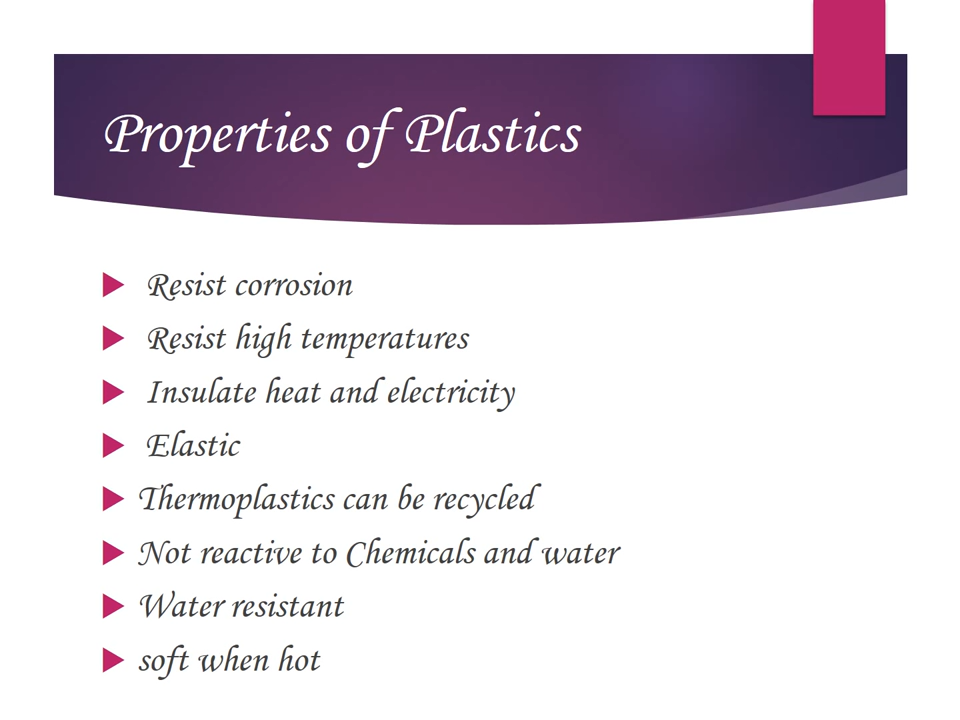 Properties of Plastics
Resist corrosion
Resist high temperatures
Insulate heat and electricity
Elastic
Thermoplastics can be recycled
Not reactive to Chemicals and water
Water resistant
soft when hot